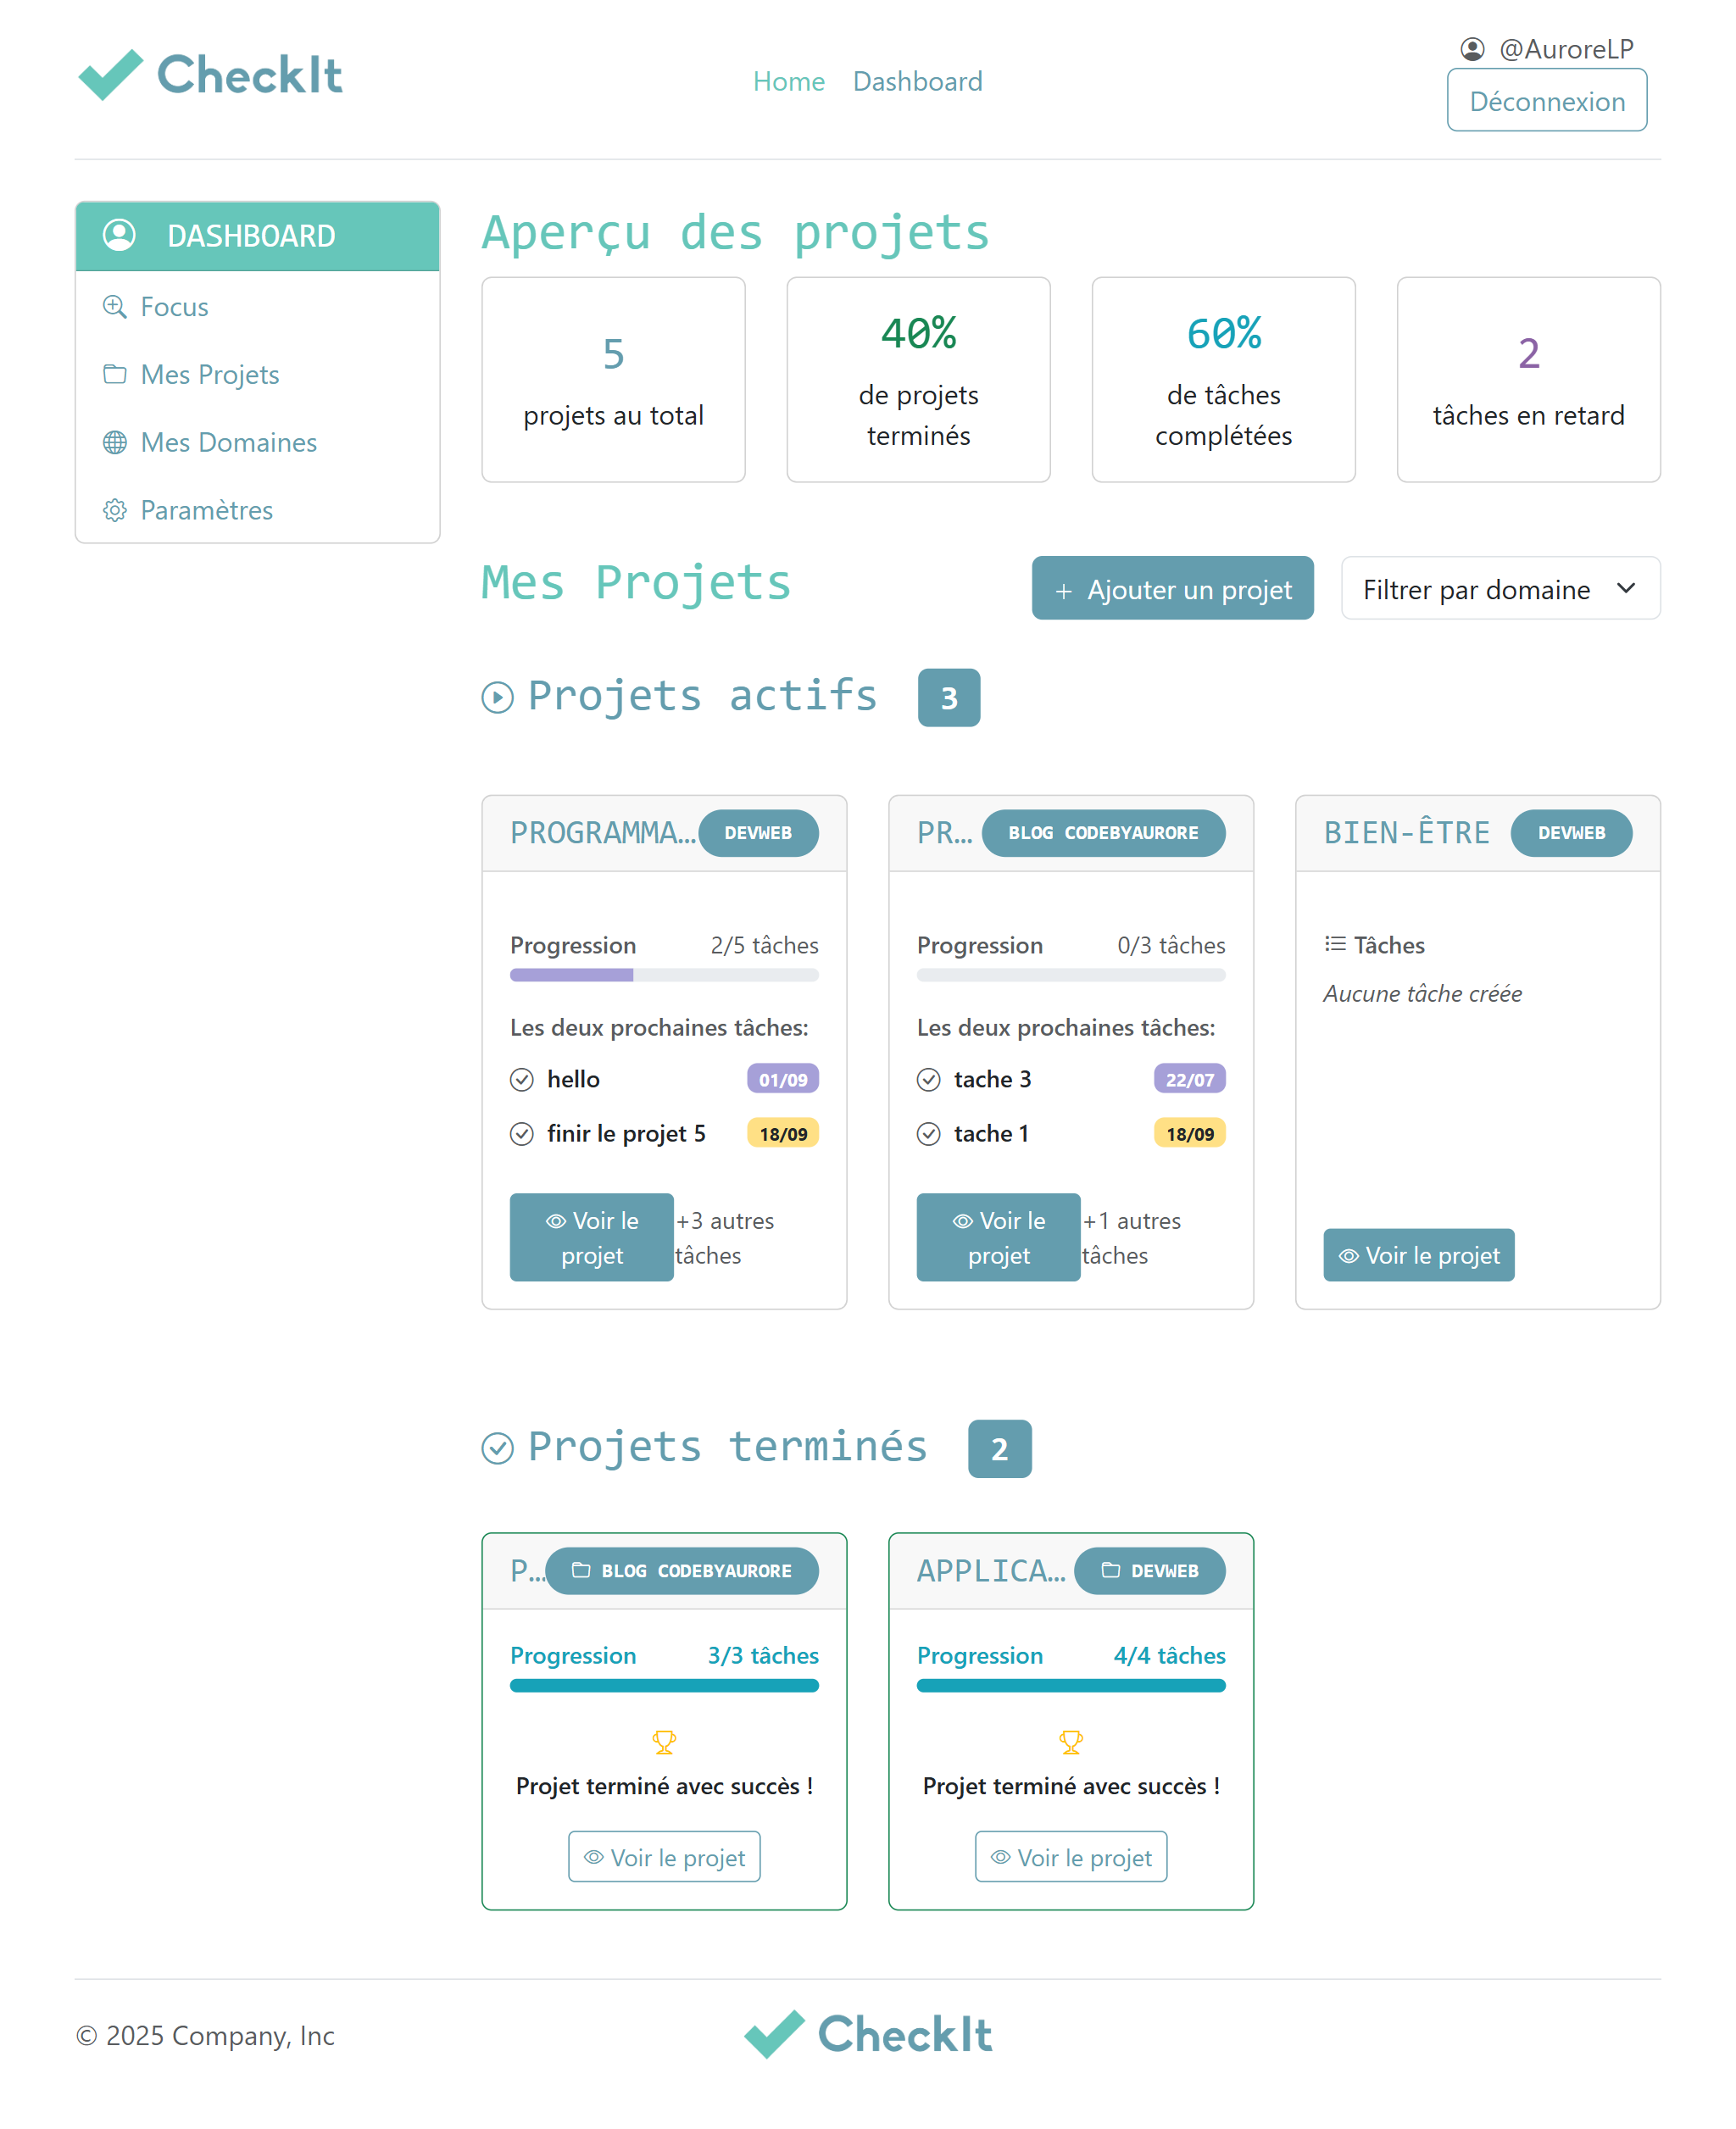 CheckIt
Home Dashboard
@AuroreLP
Déconnexion
DASHBOARD
Focus
Mes Projets
Mes Domaines
Paramètres
Aperçu des projets
5
projets au total
40%
de projets
terminés
60%
de tâches
complétées
2
tâches en retard
Mes Projets
+ Ajouter un projet
Filtrer par domaine
Projets actifs 3
PROGRAMMA... DEVWEB
Progression 2/5 tâches
Les deux prochaines tâches:
hello 01/09
finir le projet 5 18/09
Voir le
projet
+3 autres
tâches
PR... BLOG CODEBYAURORE
Progression 0/3 tâches
Les deux prochaines tâches:
tache 3 22/07
tache 1 18/09
Voir le
projet
+1 autres
tâches
BIEN-ÊTRE DEVWEB
Tâches
Aucune tâche créée
Voir le projet
Projets terminés 2
P... BLOG CODEBYAURORE
Progression 3/3 tâches
Projet terminé avec succès !
Voir le projet
APPLICA... DEVWEB
Progression 4/4 tâches
Projet terminé avec succès !
Voir le projet
© 2025 Company, Inc
CheckIt